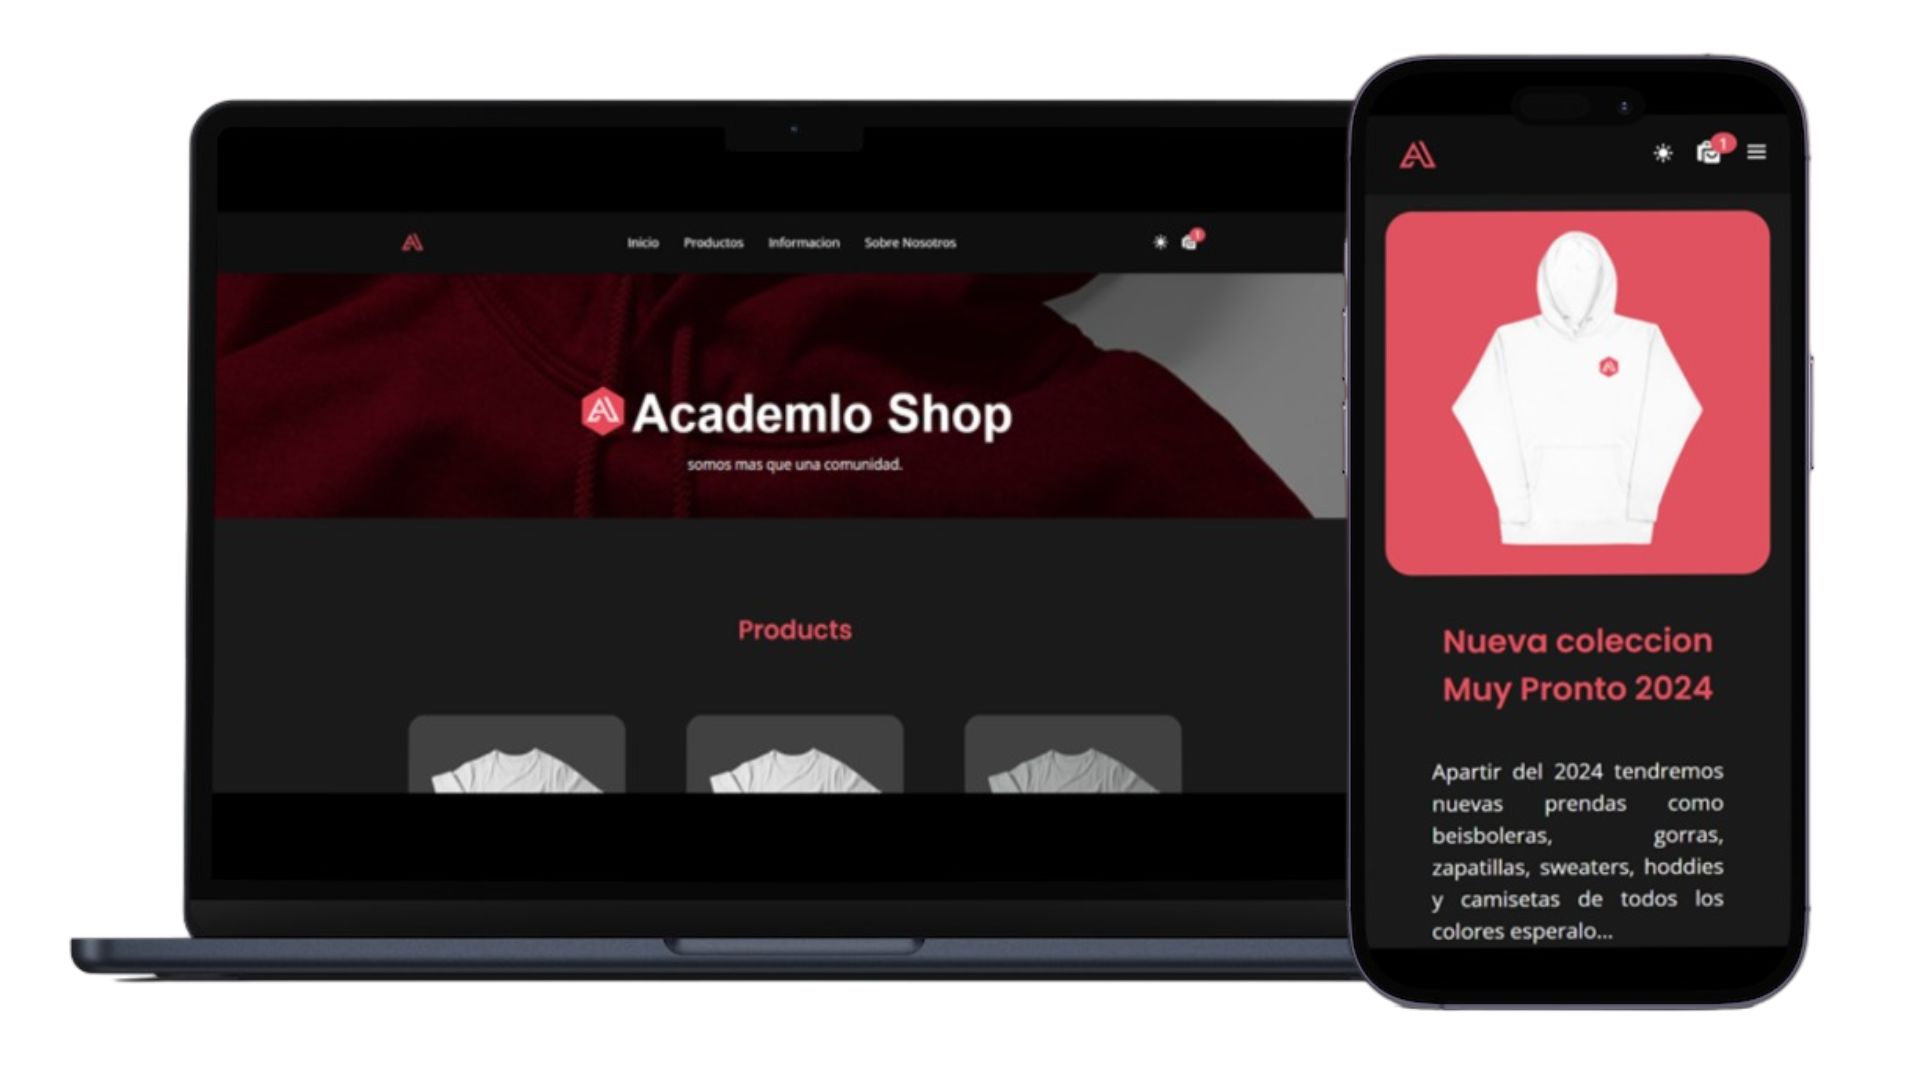 Inicio Productos Informacion Sobre Nosotros
1
Academlo Shop
somos mas que una comunidad.
Products
1
Nueva coleccion
Muy Pronto 2024
Apartir del 2024 tendremos
nuevas prendas como
beisboleras, gorras,
zapatillas, sweaters, hoddies
y camisetas de todos los
colores esperalo...